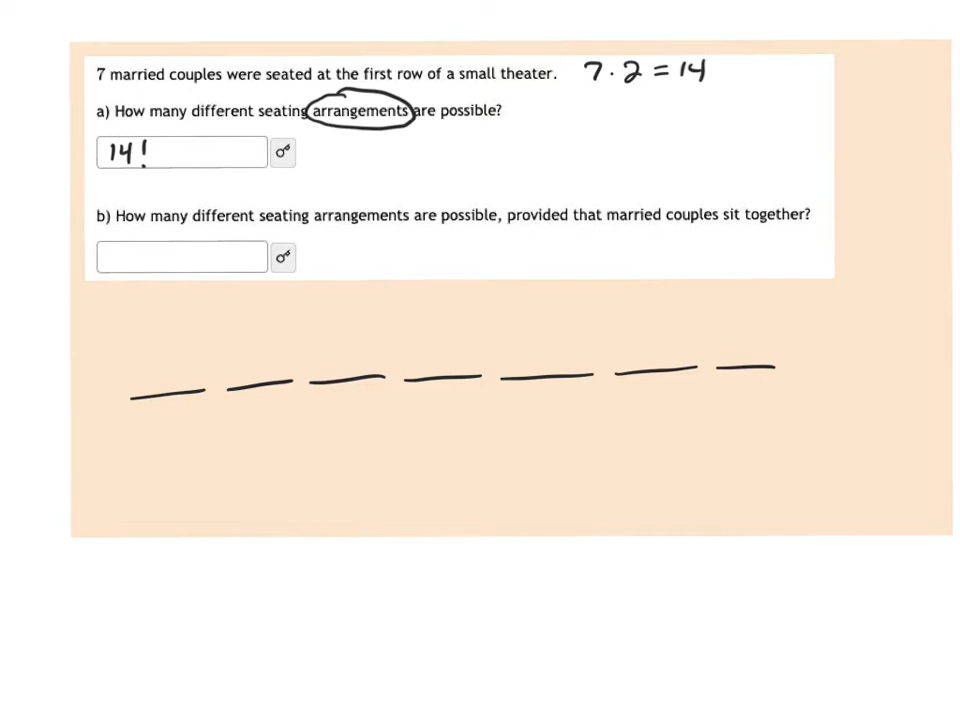 7 married couples were seated at the first row of a small theater. 7 · 2 = 14
a) How many different seating arrangements are possible?
14!
b) How many different seating arrangements are possible, provided that married couples sit together?